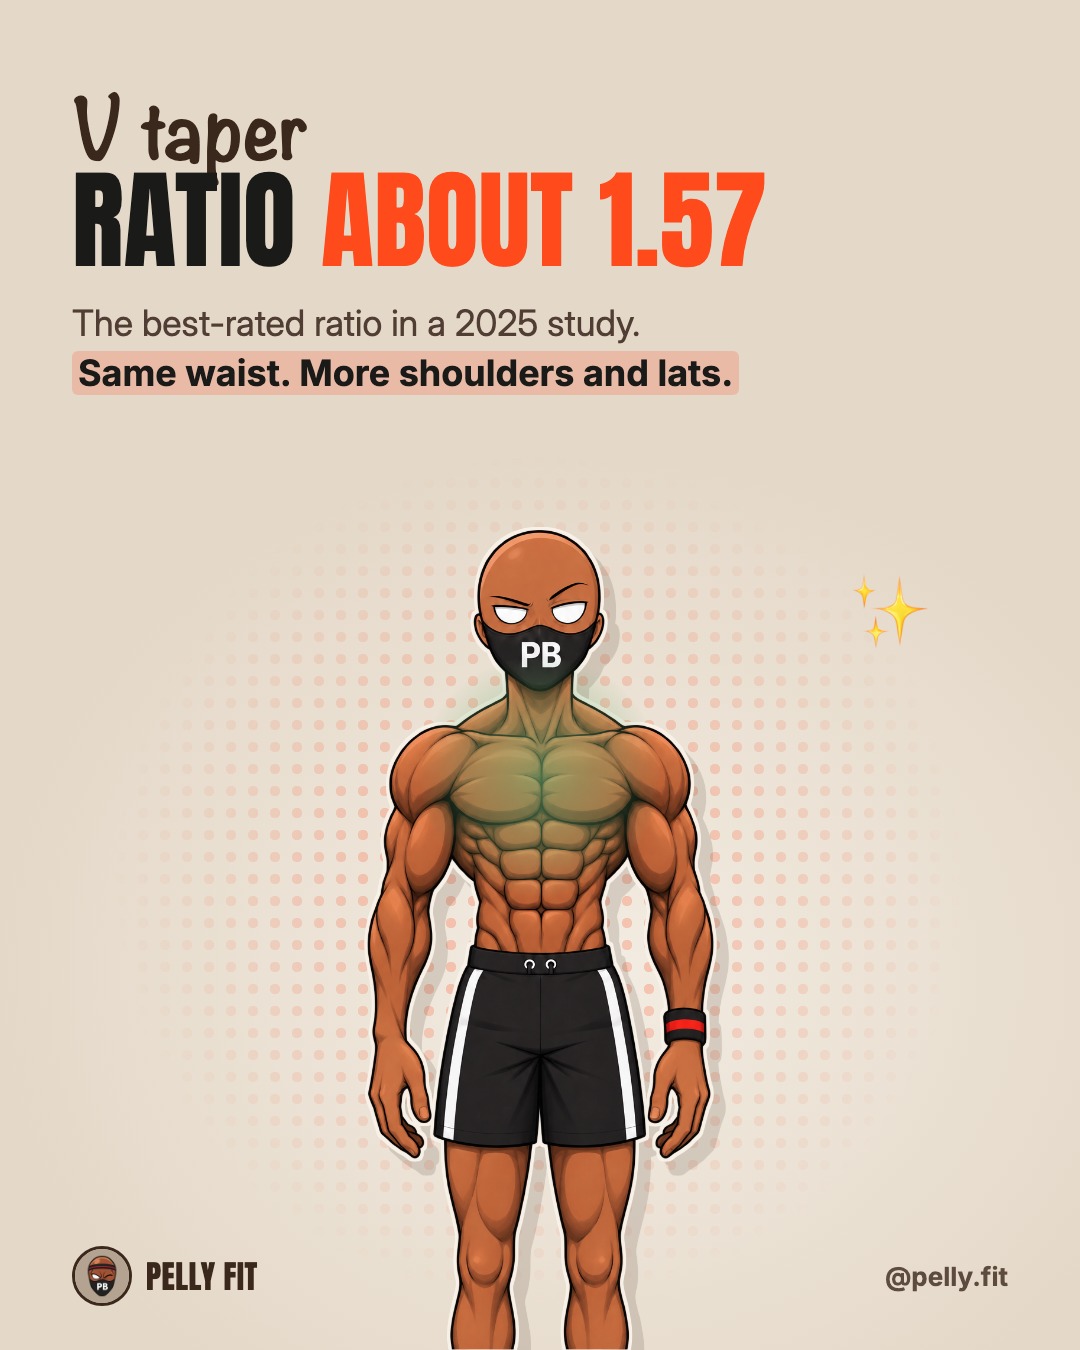 V taper
RATIO ABOUT 1.57
The best-rated ratio in a 2025 study.
Same waist. More shoulders and lats.
PB
PB
PELLY FIT
@pelly.fit